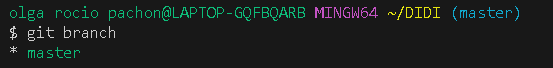 olga rocio pachon@LAPTOP-GQFBQARB MINGW64 ~/DIDI (master)
$ git branch
* master